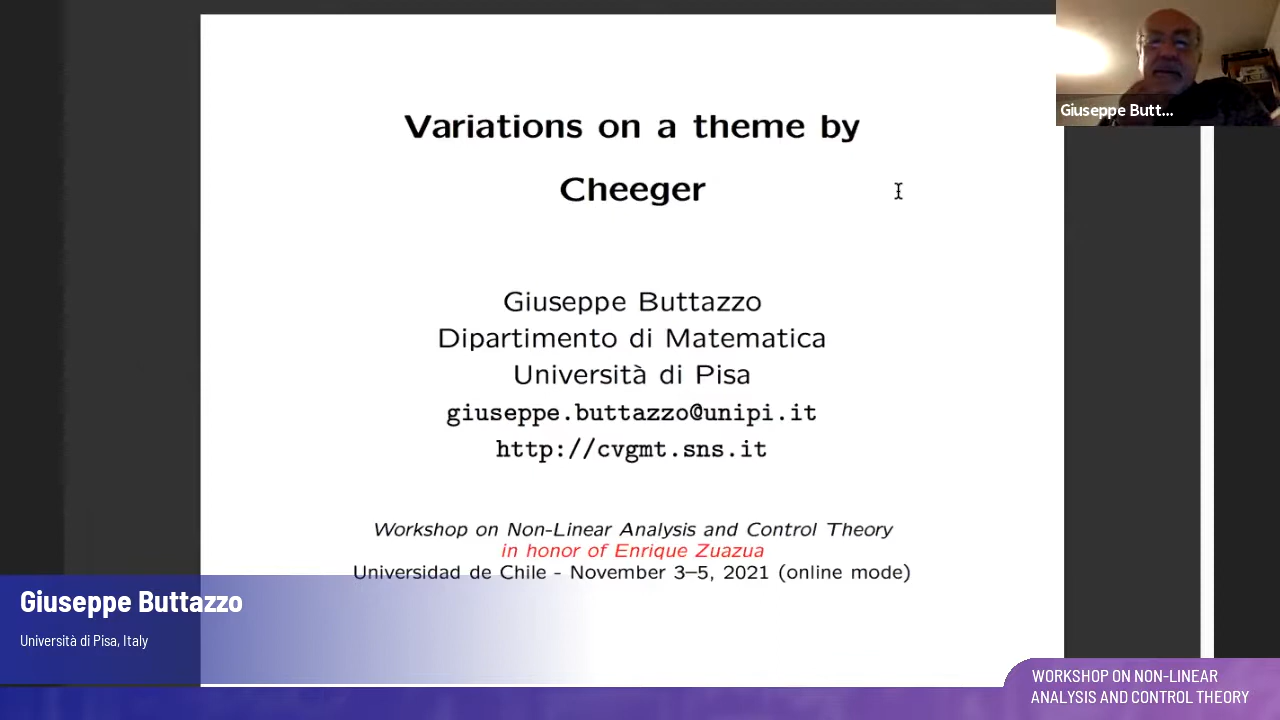 Variations on a theme by
Cheeger
Giuseppe Butt...
Giuseppe Buttazzo
Dipartimento di Matematica
Università di Pisa
giuseppe.buttazzo@unipi.it
http://cvgmt.sns.it
Workshop on Non-Linear Analysis and Control Theory
in honor of Enrique Zuazua
Universidad de Chile - November 3–5, 2021 (online mode)
Giuseppe Buttazzo
Università di Pisa, Italy
WORKSHOP ON NON-LINEAR
ANALYSIS AND CONTROL THEORY